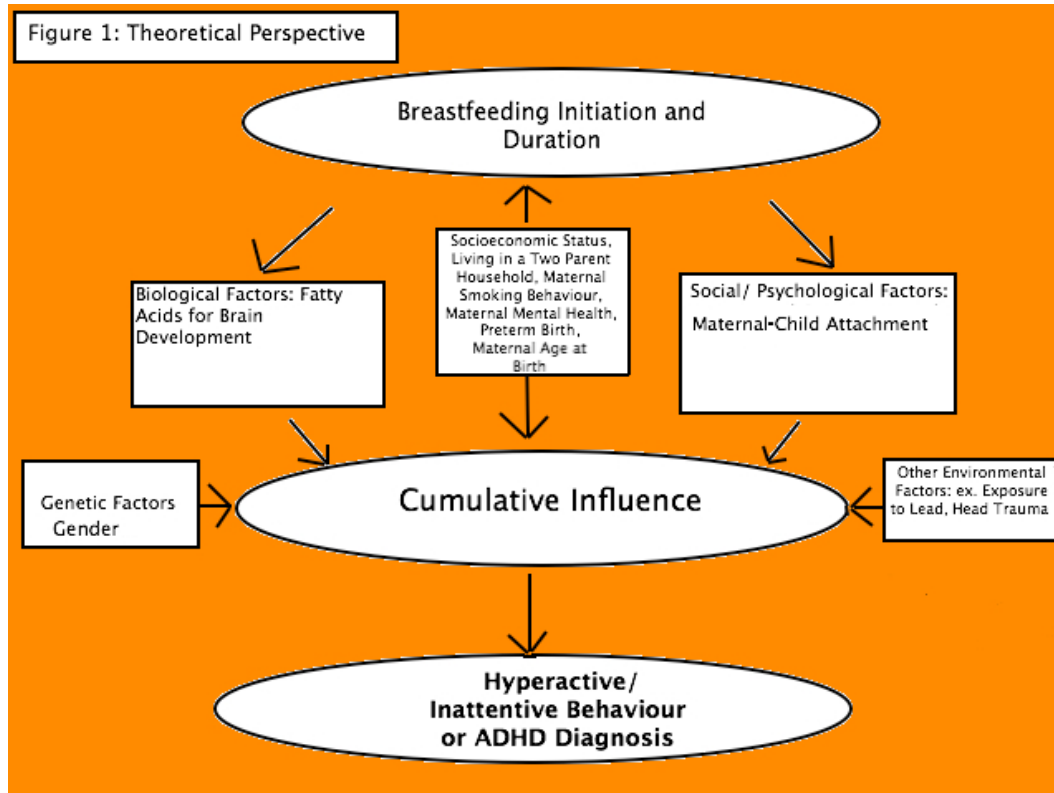 Figure 1: Theoretical Perspective
Breastfeeding Initiation and
Duration
Biological Factors: Fatty
Acids for Brain
Development
Socioeconomic Status,
Living in a Two Parent
Household, Maternal
Smoking Behaviour,
Maternal Mental Health,
Preterm Birth,
Maternal Age at
Birth
Social/ Psychological Factors:
Maternal-Child Attachment
Genetic Factors
Gender
Cumulative Influence
Other Environmental
Factors: ex. Exposure
to Lead, Head Trauma
Hyperactive/
Inattentive Behaviour
or ADHD Diagnosis